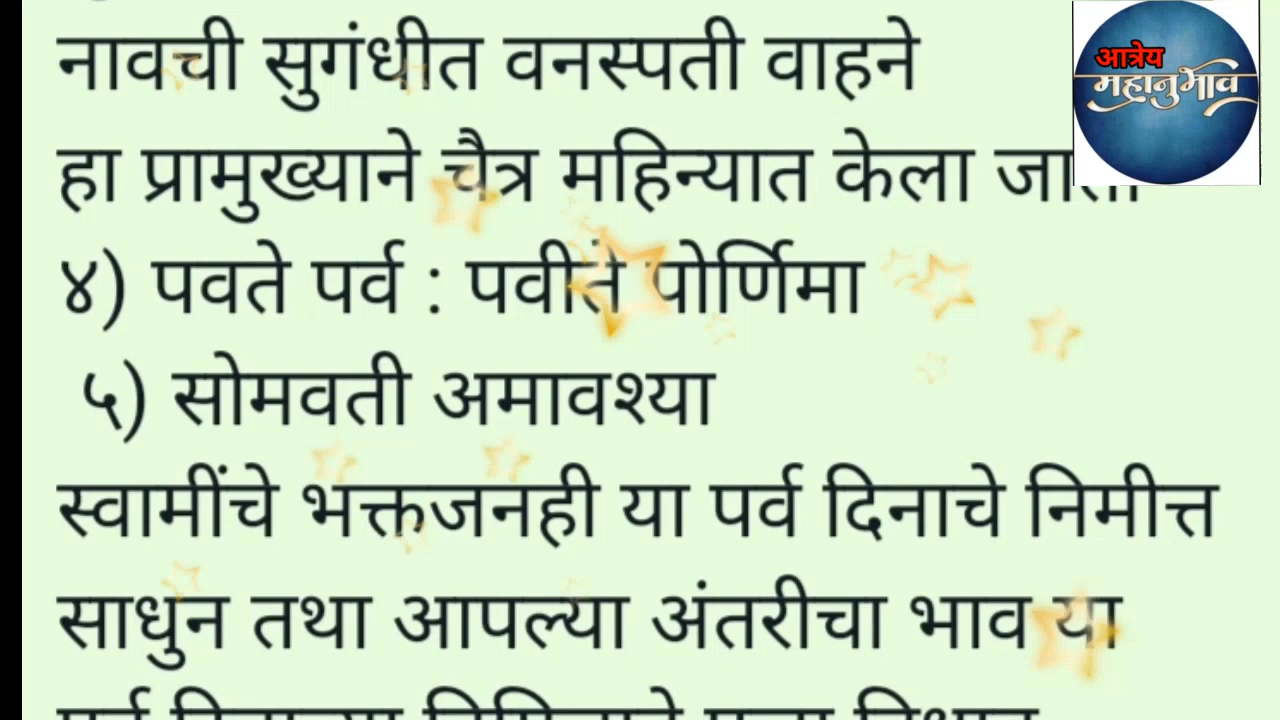 नावची सुगंधीत वनस्पती वाहने
आत्रेय
महानुभाव
हा प्रामुख्याने चैत्र महिन्यात केला
४) पवते पर्व : पवीते पोर्णिमा
५) सोमवती अमावश्या
स्वामींचे भक्तजनही या पर्व दिनाचे निमीत्त
साधुन तथा आपल्या अंतरीचा भाव या